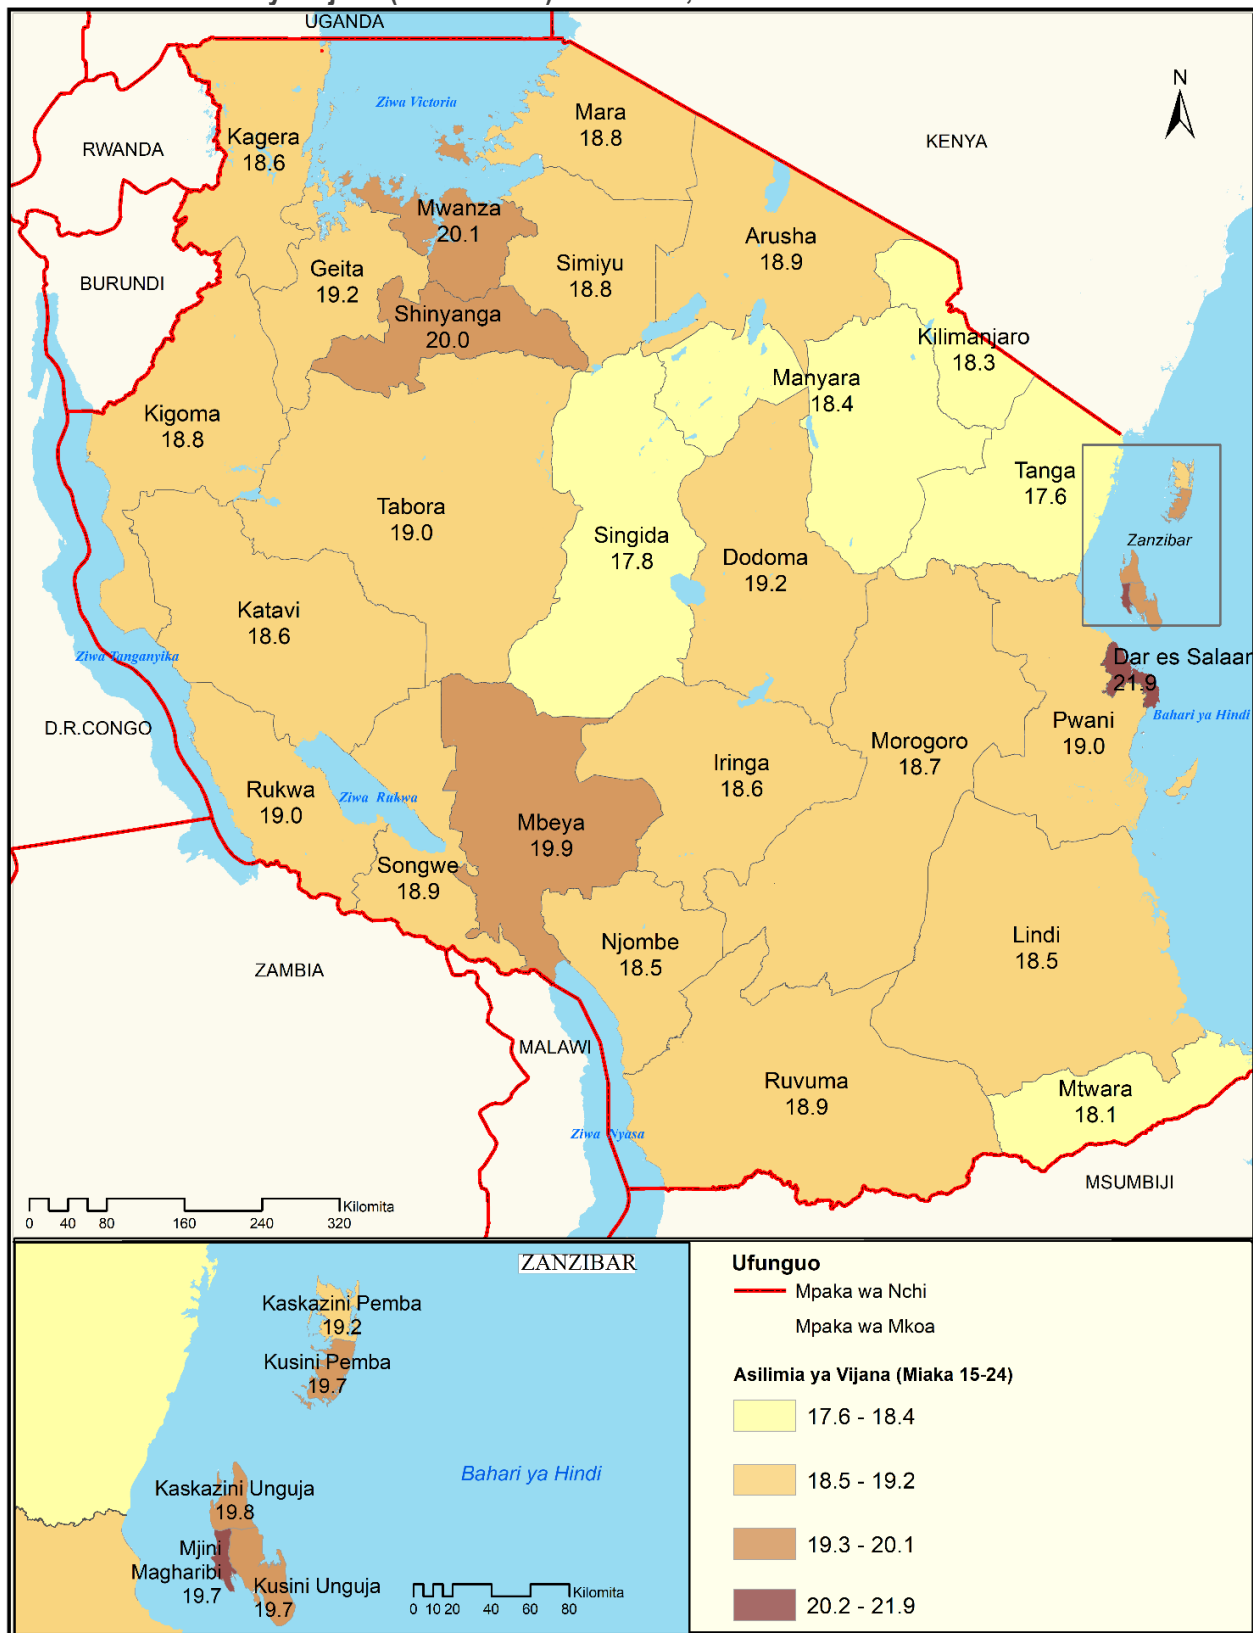 UGANDA
N
Ziwa Victoria
Mara
18.8
Kagera
18.6
RWANDA
KENYA
Mwanza
20.1
Arusha
18.9
Geita
19.2
Simiyu
18.8
BURUNDI
Shinyanga
20.0
Kilimanjaro
18.3
Manyara
18.4
Kigoma
18.8
Tanga
17.6
Tabora
19.0
Singida
17.8
Zanzibar
Dodoma
19.2
Katavi
18.6
Ziwa Tanganyika
Dar es Salaar
21.9
D.R.CONGO
Bahari ya Hindi
Pwani
19.0
Morogoro
18.7
Iringa
18.6
Rukwa
19.0
Ziwa Rukwa
Mbeya
19.9
Songwe
18.9
Njombe
18.5
Lindi
18.5
ZAMBIA
MALAWI
Ruvuma
18.9
Mtwara
18.1
Ziwa Nyasa
MSUMBIJI
Kilomita
0 40 80 160 240 320
ZANZIBAR
Kaskazini Pemba
19.2
Kusini Pemba
19.7
Bahari ya Hindi
Kaskazini Unguja
19.8
Mjini
Magharibi
19.7
Kusini Unguja
19.7
Kilomita
0 10 20 40 60 80
Ufunguo
Mpaka wa Nchi
Mpaka wa Mkoa
Asilimia ya Vijana (Miaka 15-24)
17.6 - 18.4
18.5 - 19.2
19.3 - 20.1
20.2 - 21.9